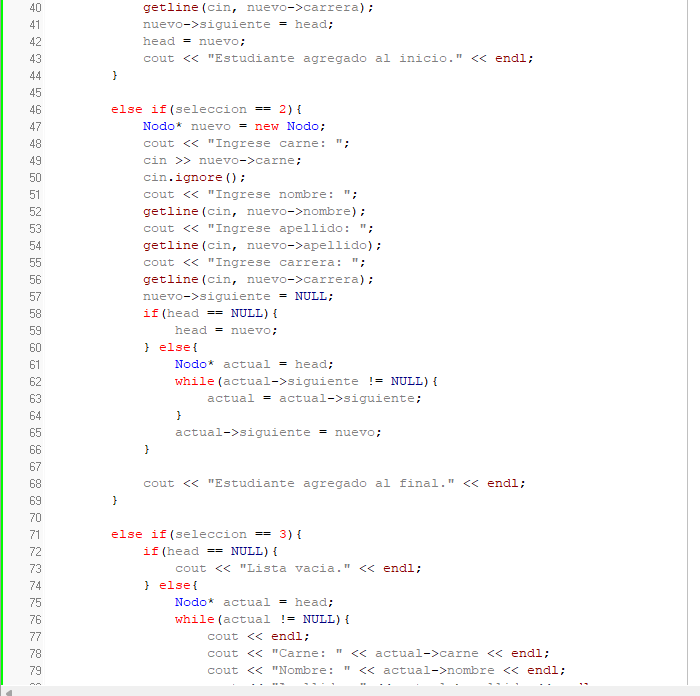 40 getline(cin, nuevo->carrera);
41 nuevo->siguiente = head;
42 head = nuevo;
43 cout << "Estudiante agregado al inicio." << endl;
44 }
45
46 else if(seleccion == 2){
47 Nodo* nuevo = new Nodo;
48 cout << "Ingrese carne: ";
49 cin >> nuevo->carne;
50 cin.ignore();
51 cout << "Ingrese nombre: ";
52 getline(cin, nuevo->nombre);
53 cout << "Ingrese apellido: ";
54 getline(cin, nuevo->apellido);
55 cout << "Ingrese carrera: ";
56 getline(cin, nuevo->carrera);
57 nuevo->siguiente = NULL;
58 if(head == NULL){
59 head = nuevo;
60 } else{
61 Nodo* actual = head;
62 while(actual->siguiente != NULL){
63 actual = actual->siguiente;
64 }
65 actual->siguiente = nuevo;
66 }
67
68 cout << "Estudiante agregado al final." << endl;
69 }
70
71 else if(seleccion == 3){
72 if(head == NULL){
73 cout << "Lista vacia." << endl;
74 } else{
75 Nodo* actual = head;
76 while(actual != NULL){
77 cout << endl;
78 cout << "Carne: " << actual->carne << endl;
79 cout << "Nombre: " << actual->nombre << endl;